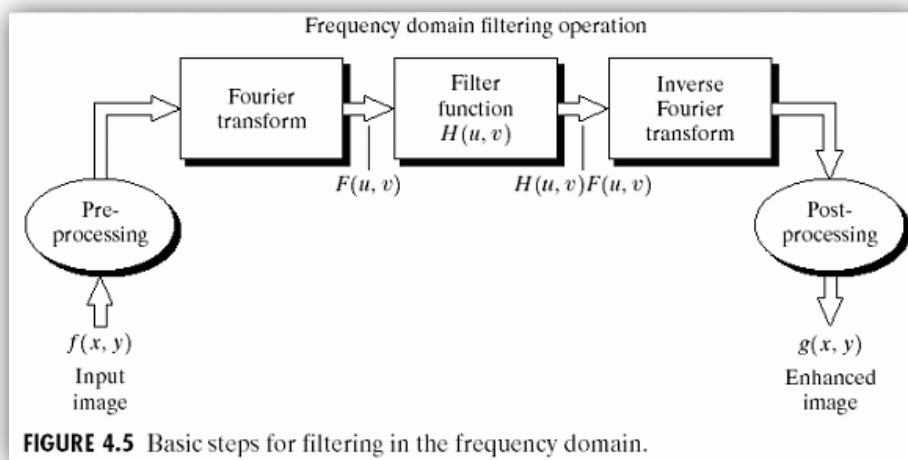 Frequency domain filtering operation
Fourier
transform
Filter
function
H(u, v)
Inverse
Fourier
transform
F(u, v)
H(u, v)F(u, v)
Pre-
processing
Post-
processing
f(x, y)
Input
image
g(x, y)
Enhanced
image
FIGURE 4.5 Basic steps for filtering in the frequency domain.